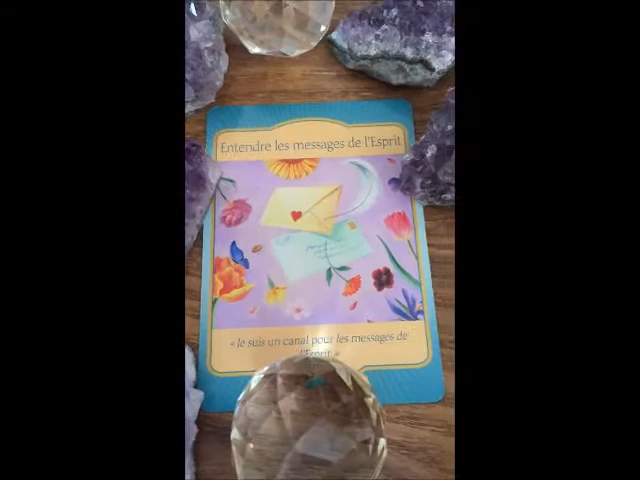 Entendre les messages de l'Esprit
« Je suis un canal pour les messages de
l'Esprit. »